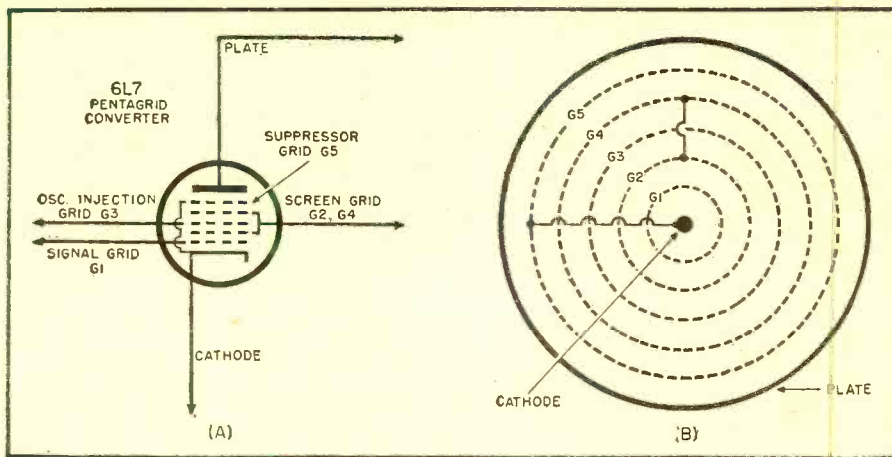 PLATE
6L7
PENTAGRID
CONVERTER
SUPPRESSOR
GRID G5
OSC. INJECTION
GRID G3
SCREEN GRID
G2, G4
SIGNAL GRID
G1
CATHODE
(A)
G5
G4
G3
G2
G1
CATHODE
PLATE
(B)